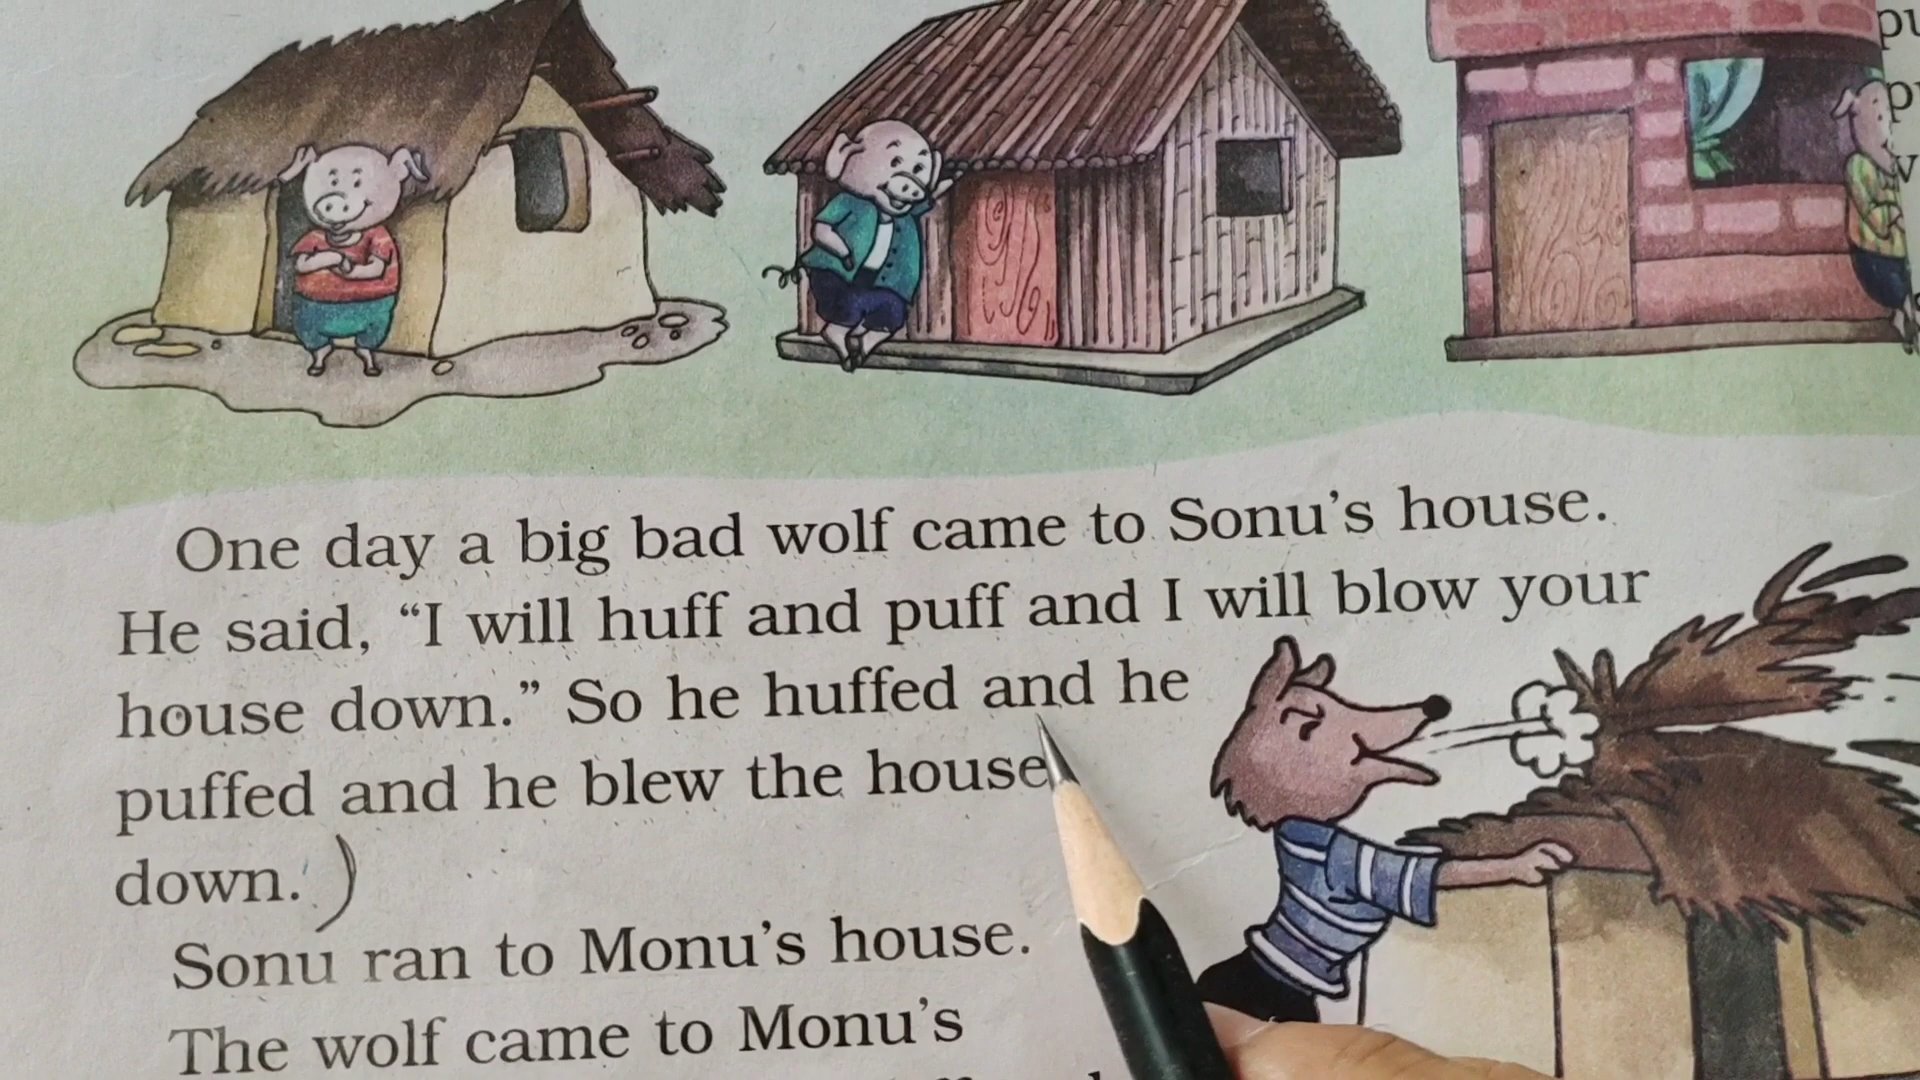 One day a big bad wolf came to Sonu's house.
He said, “I will huff and puff and I will blow your
house down.” So he huffed and he
puffed and he blew the house
down.)
Sonu ran to Monu's house.
The wolf came to Monu's